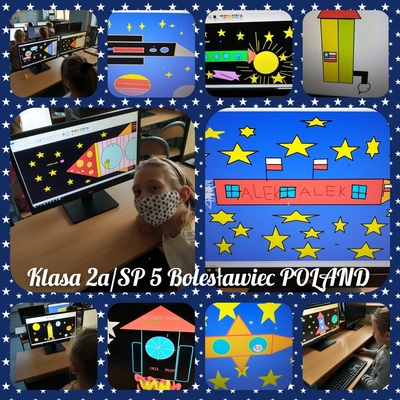 ALEK ALEK
Klasa 2a/SP 5 Bolesławiec POLAND